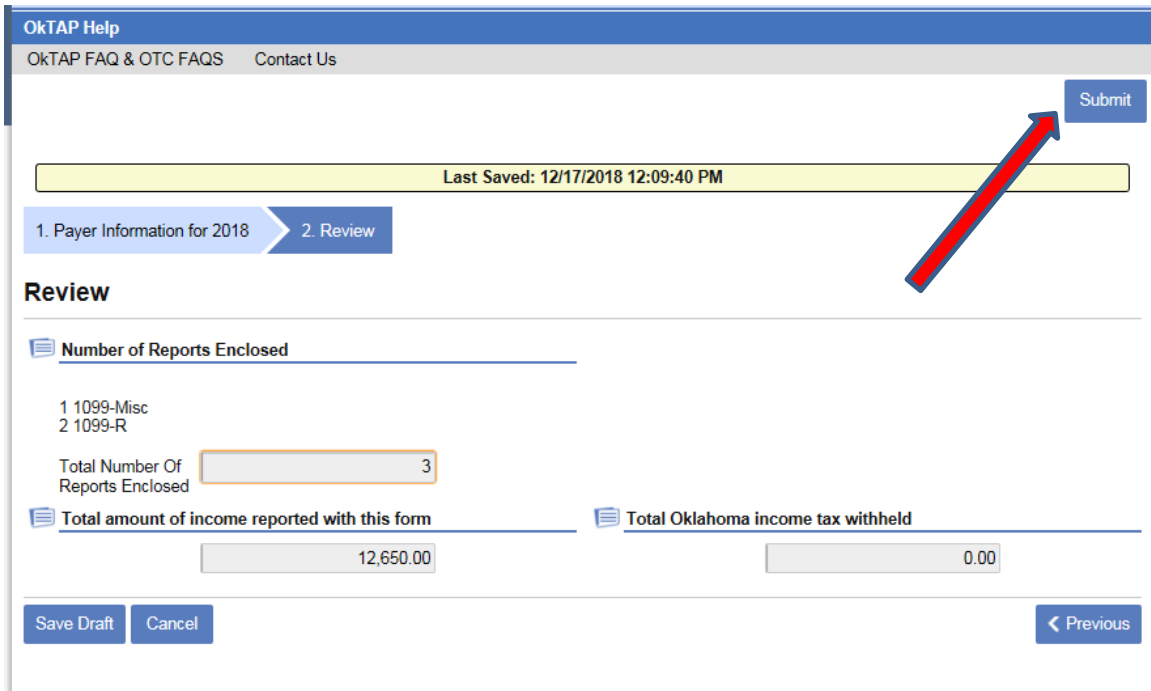 OkTAP Help
OkTAP FAQ & OTC FAQS Contact Us
Submit
Last Saved: 12/17/2018 12:09:40 PM
1. Payer Information for 2018 2. Review
Review
Number of Reports Enclosed
1 1099-Misc
2 1099-R
Total Number Of
Reports Enclosed
3
Total amount of income reported with this form
12,650.00
Total Oklahoma income tax withheld
0.00
Save Draft Cancel
Previous